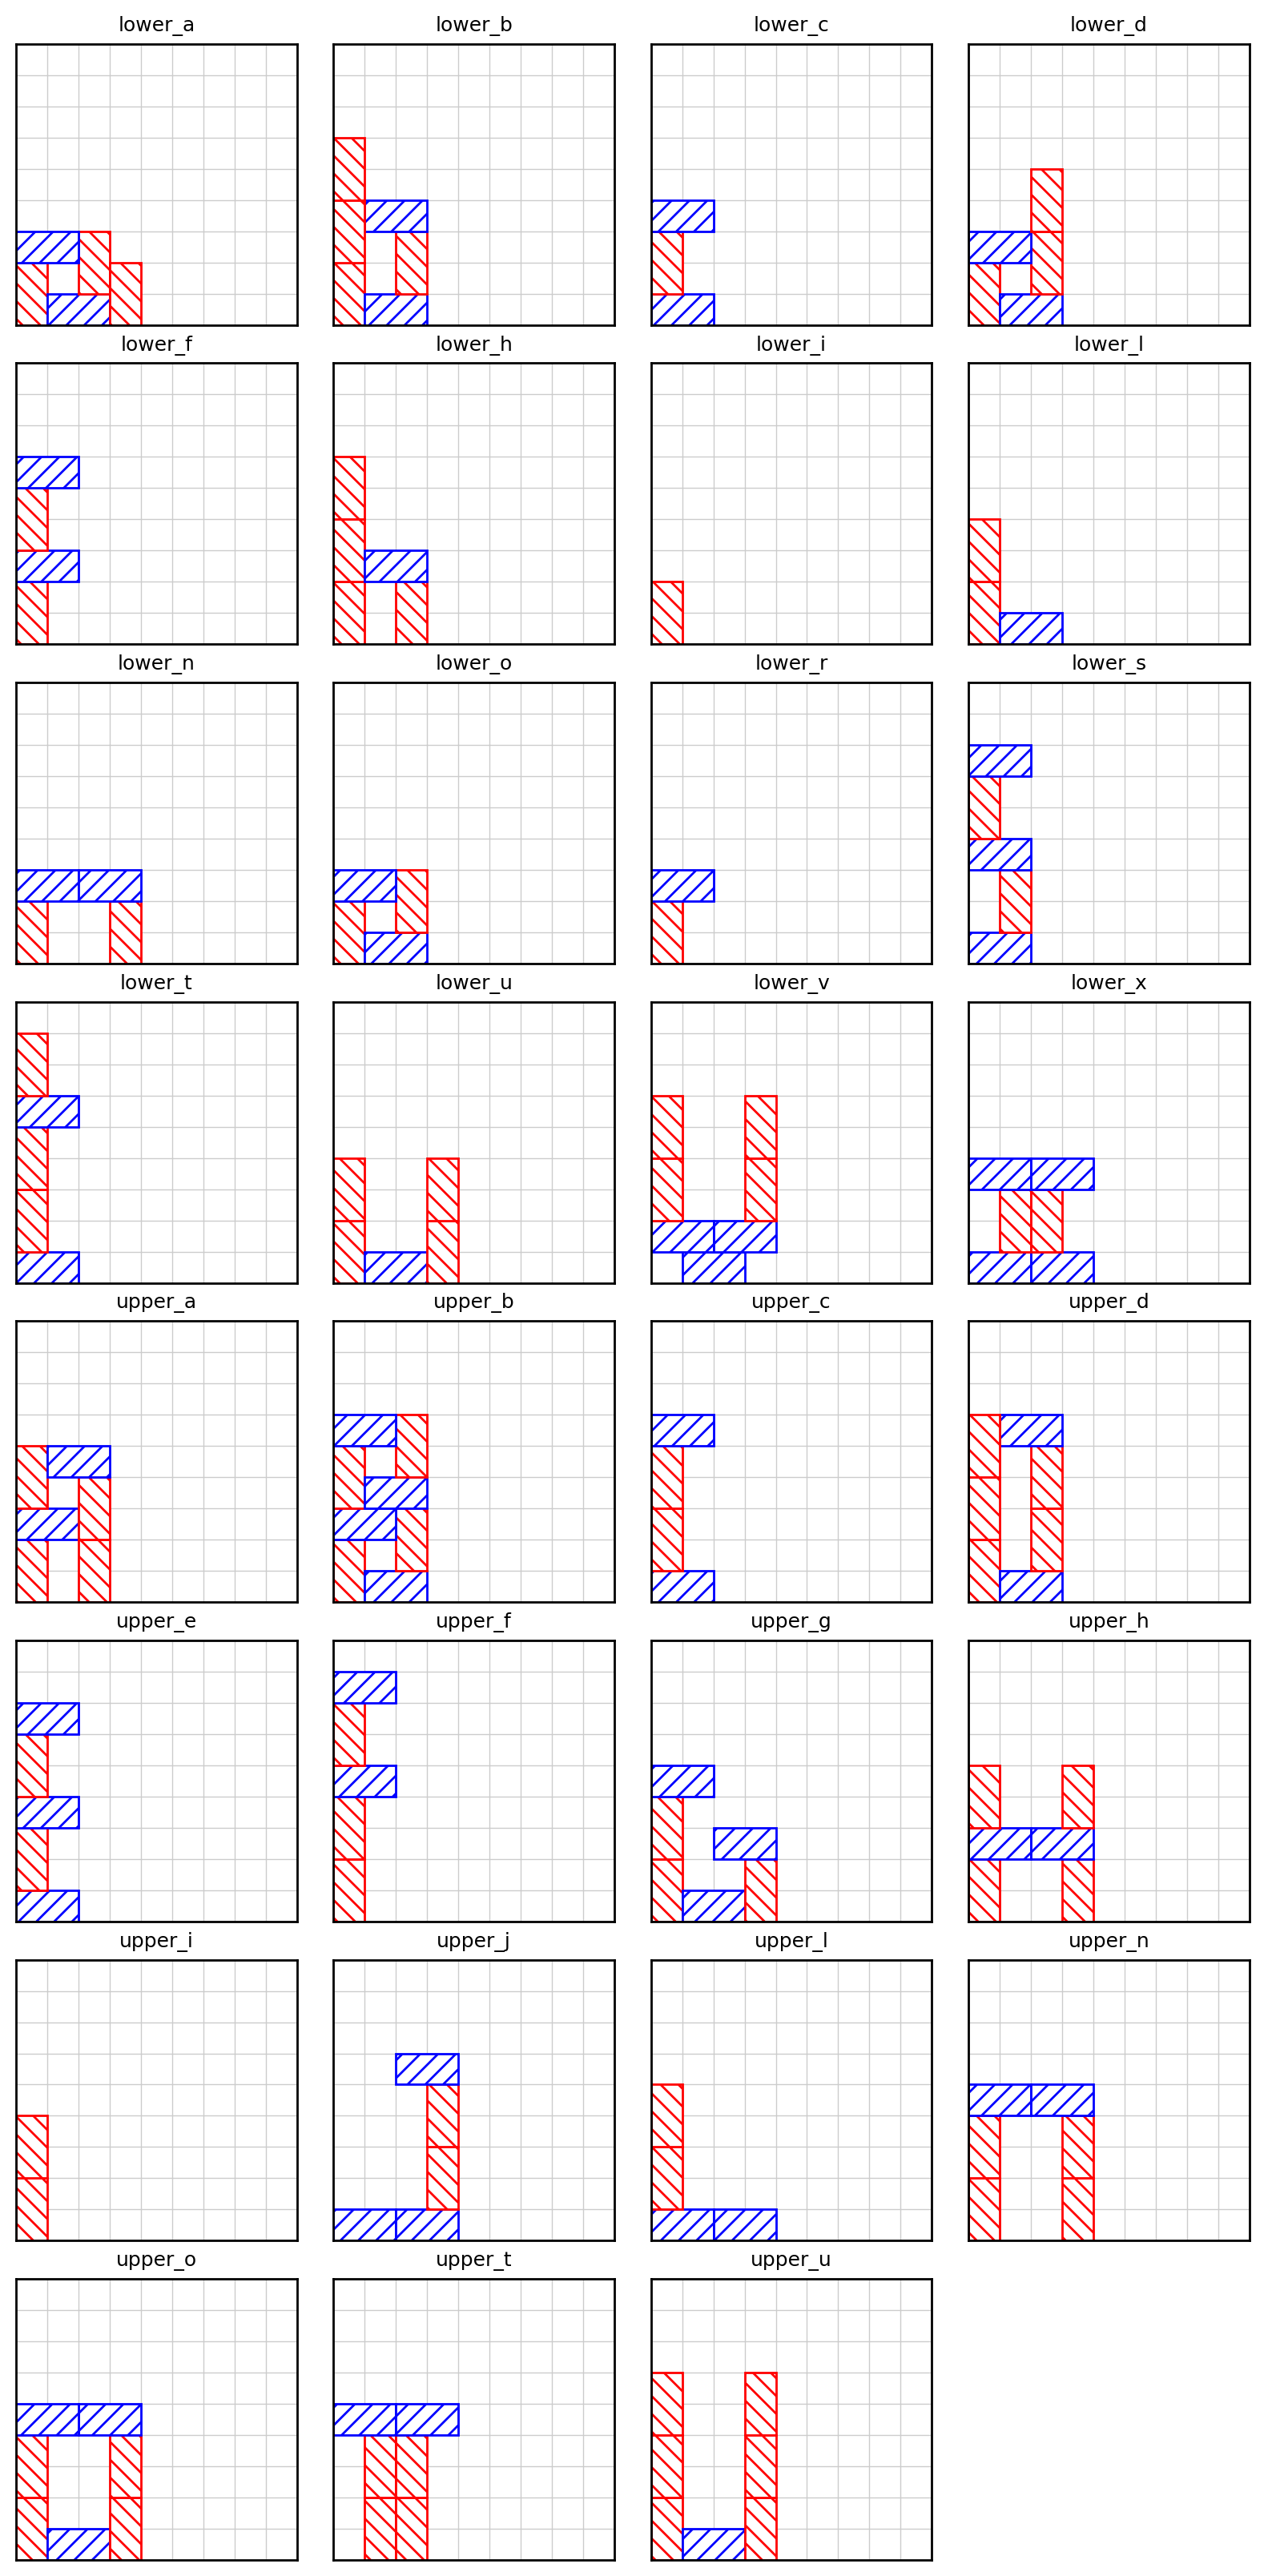 lower_a lower_b lower_c lower_d
lower_f lower_h lower_i lower_l
lower_n lower_o lower_r lower_s
lower_t lower_u lower_v lower_x
upper_a upper_b upper_c upper_d
upper_e upper_f upper_g upper_h
upper_i upper_j upper_l upper_n
upper_o upper_t upper_u